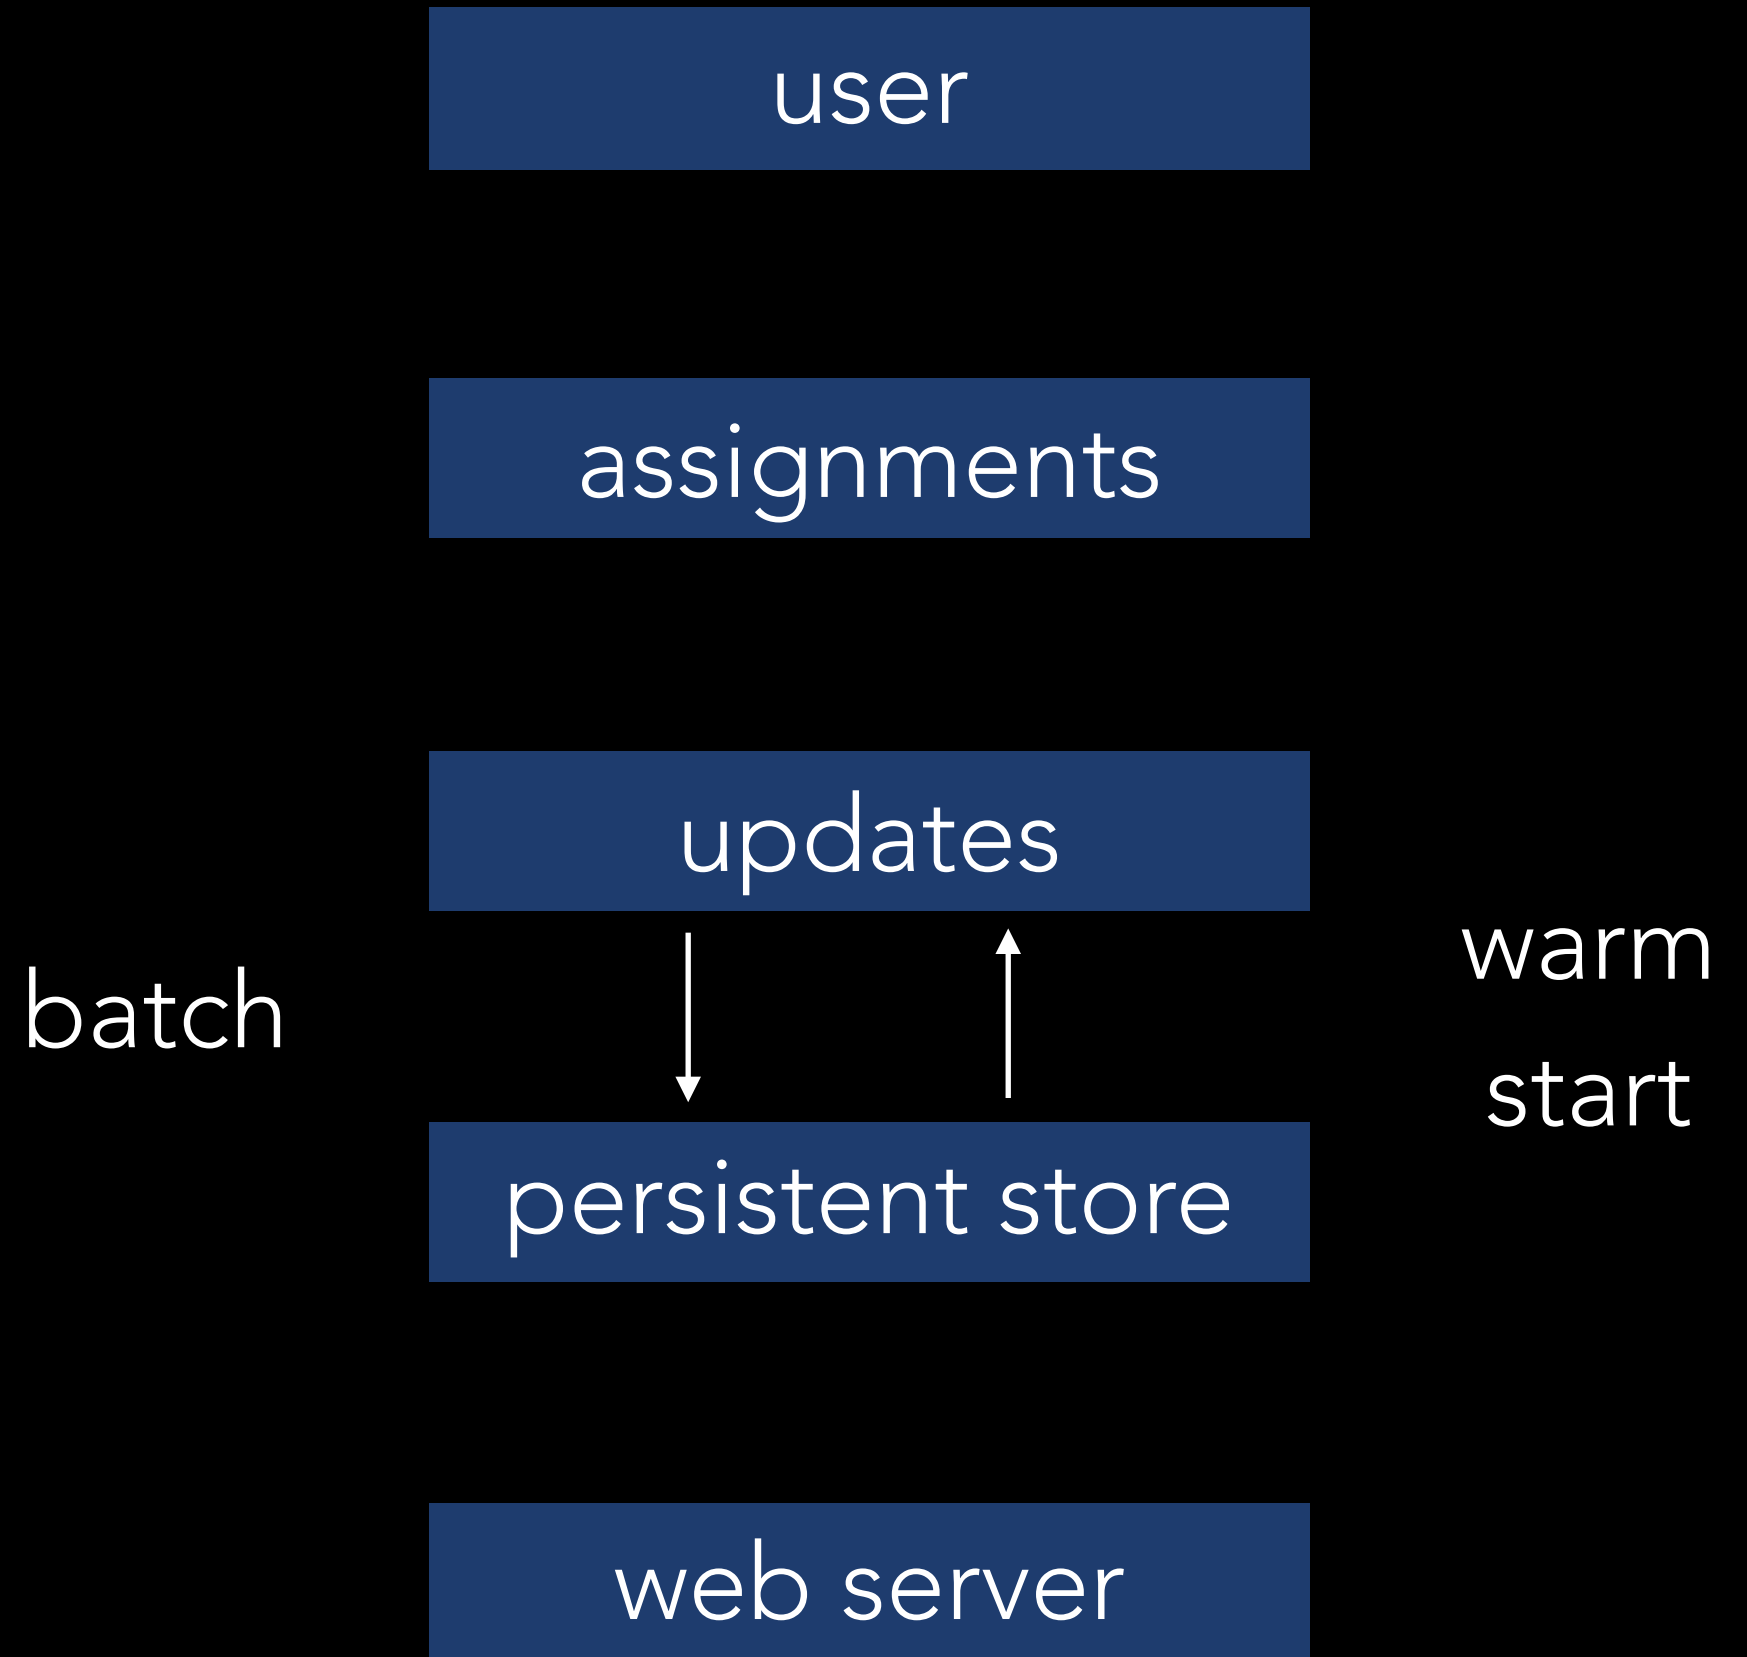 user
assignments
updates
batch
warm
start
persistent store
web server